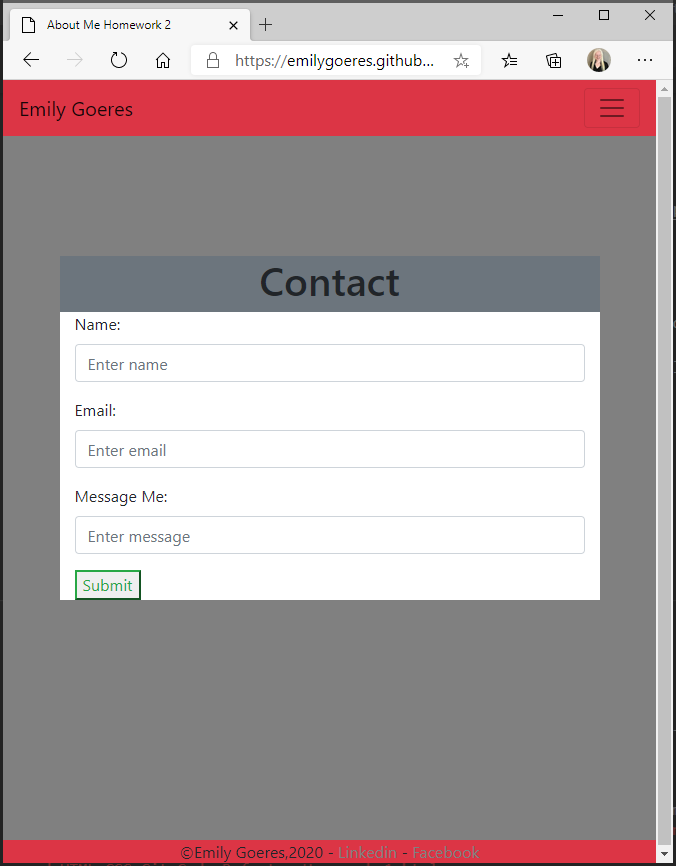 About Me Homework 2
https://emilygoeres.github...
Emily Goeres
Contact
Name:
Enter name
Email:
Enter email
Message Me:
Enter message
Submit
©Emily Goeres,2020 - Linkedin - Facebook